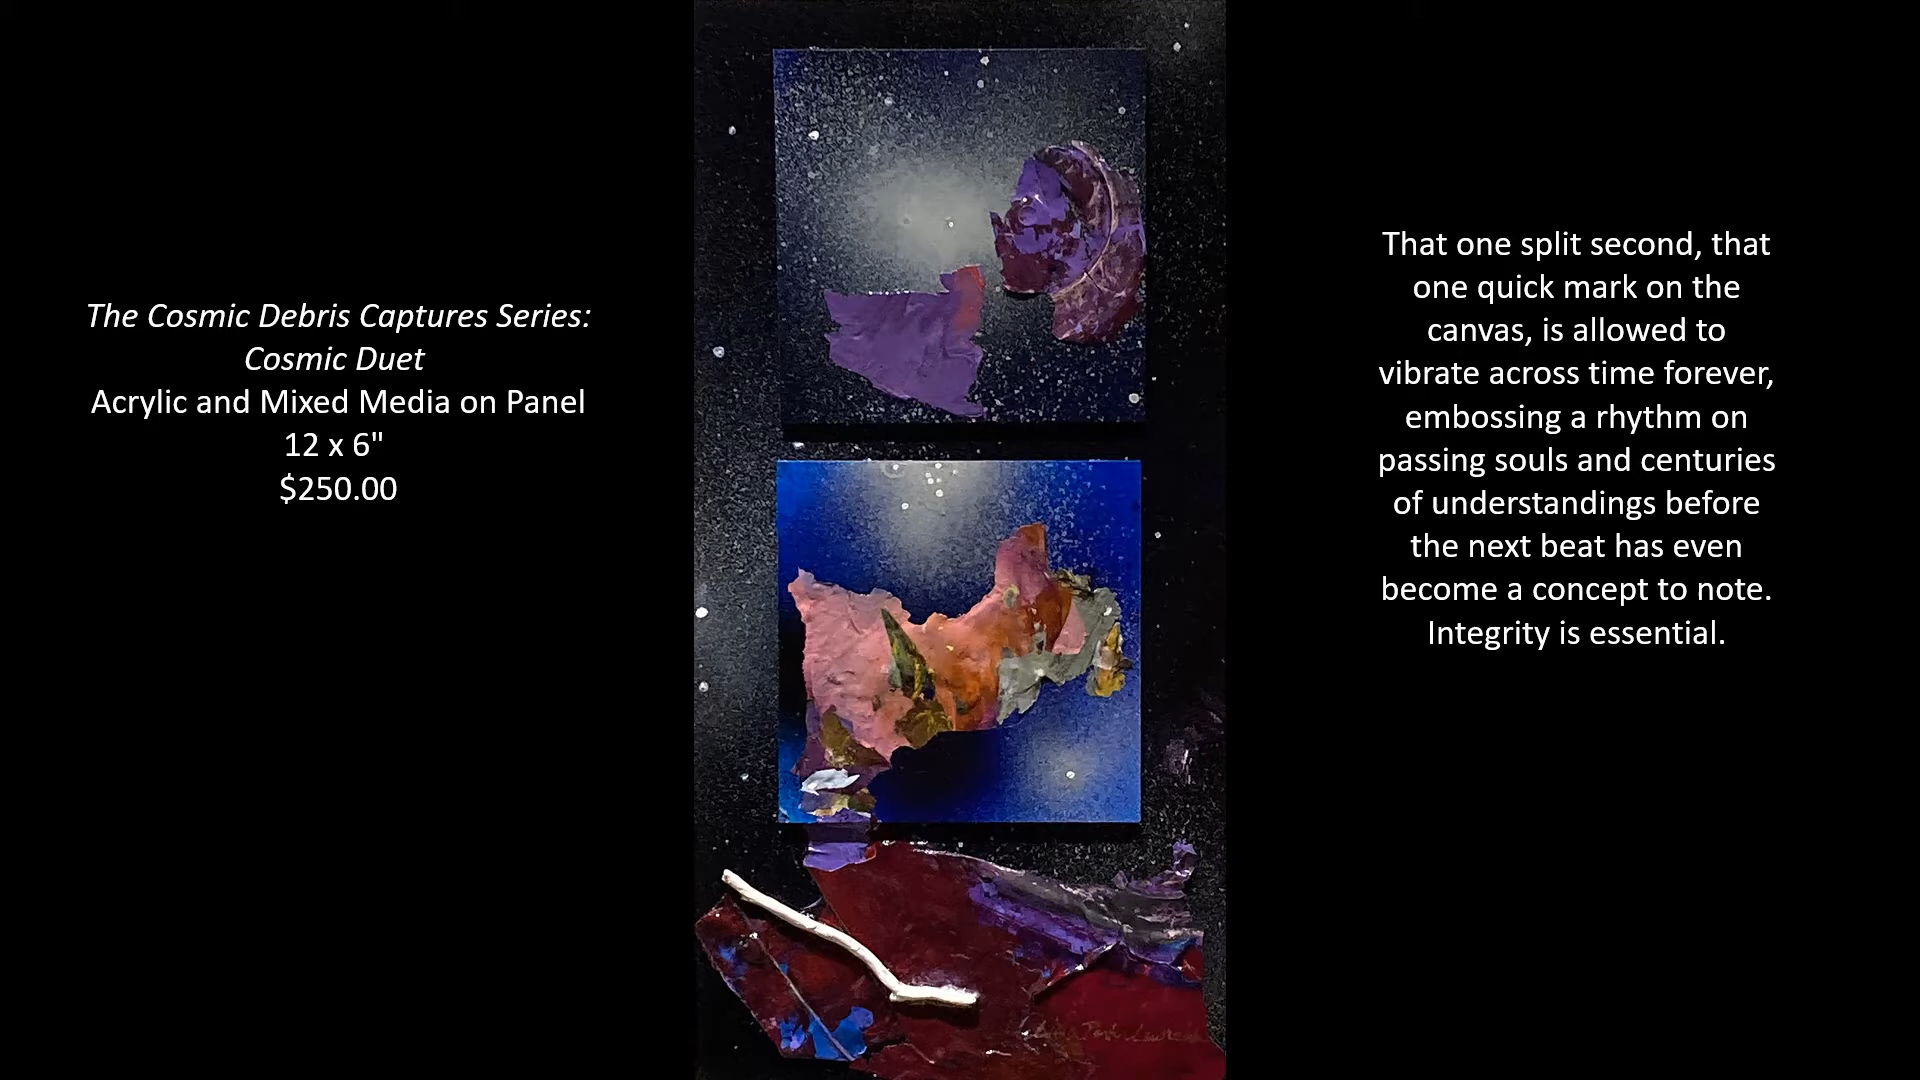 The Cosmic Debris Captures Series:
Cosmic Duet
Acrylic and Mixed Media on Panel
12 x 6"
$250.00
That one split second, that
one quick mark on the
canvas, is allowed to
vibrate across time forever,
embossing a rhythm on
passing souls and centuries
of understandings before
the next beat has even
become a concept to note.
Integrity is essential.